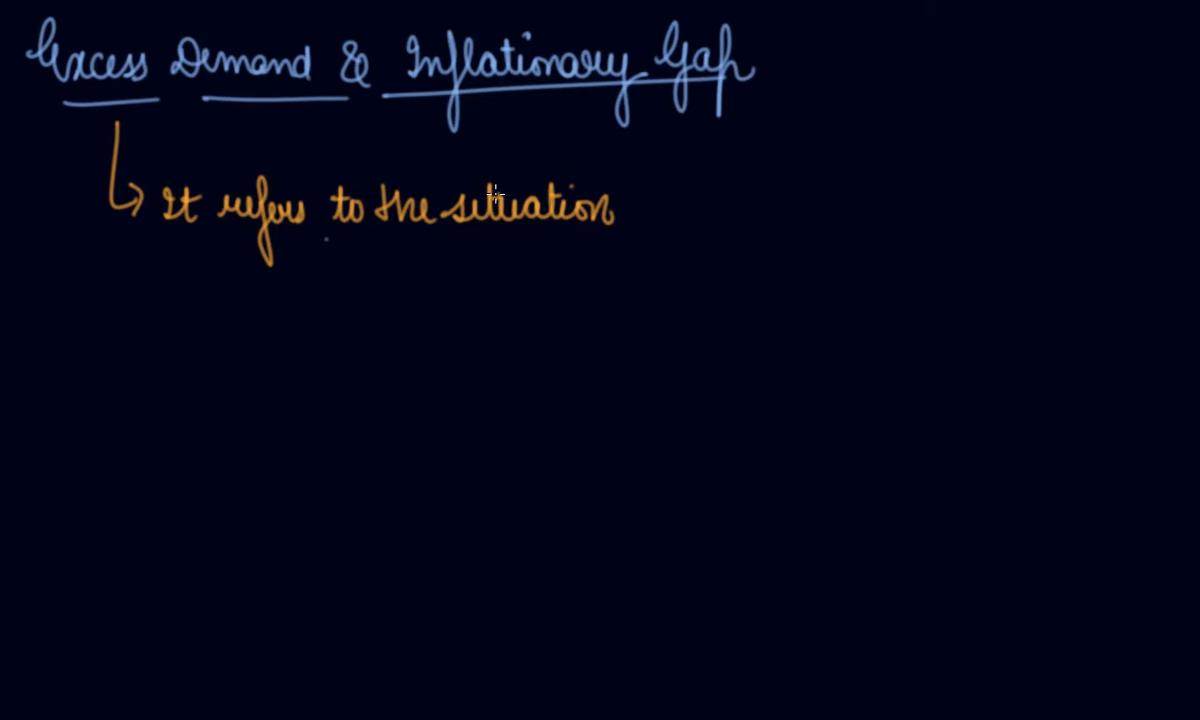 Excess Demand & Inflationary Gap
It refers to the situation